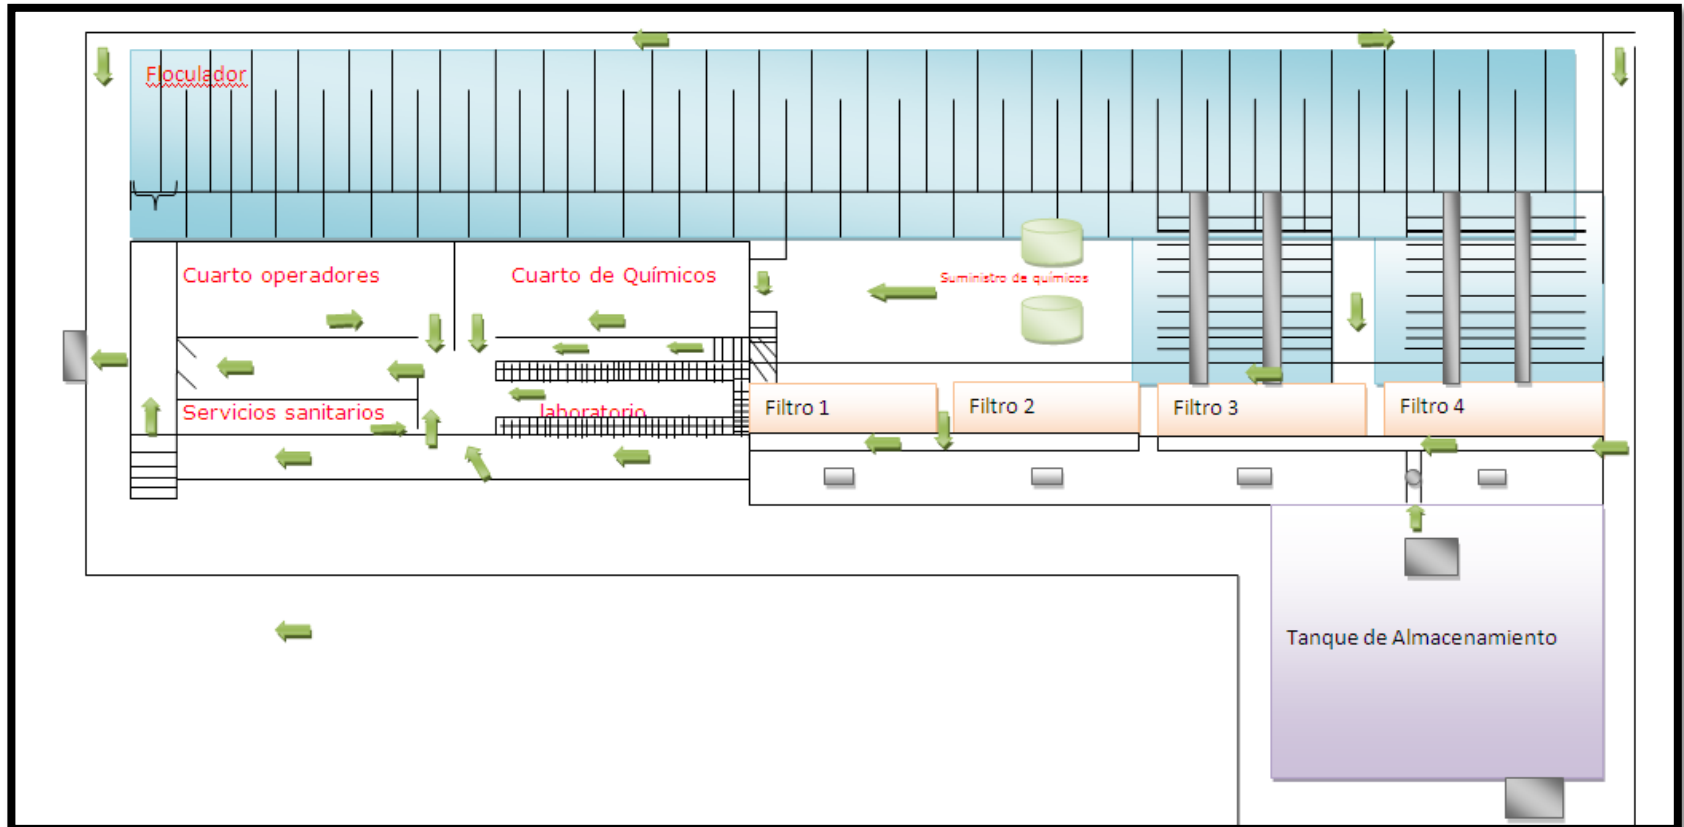 Floculador
Cuarto operadores
Cuarto de Químicos
Suministro de químicos
Servicios sanitarios
laboratorio
Filtro 1
Filtro 2
Filtro 3
Filtro 4
Tanque de Almacenamiento